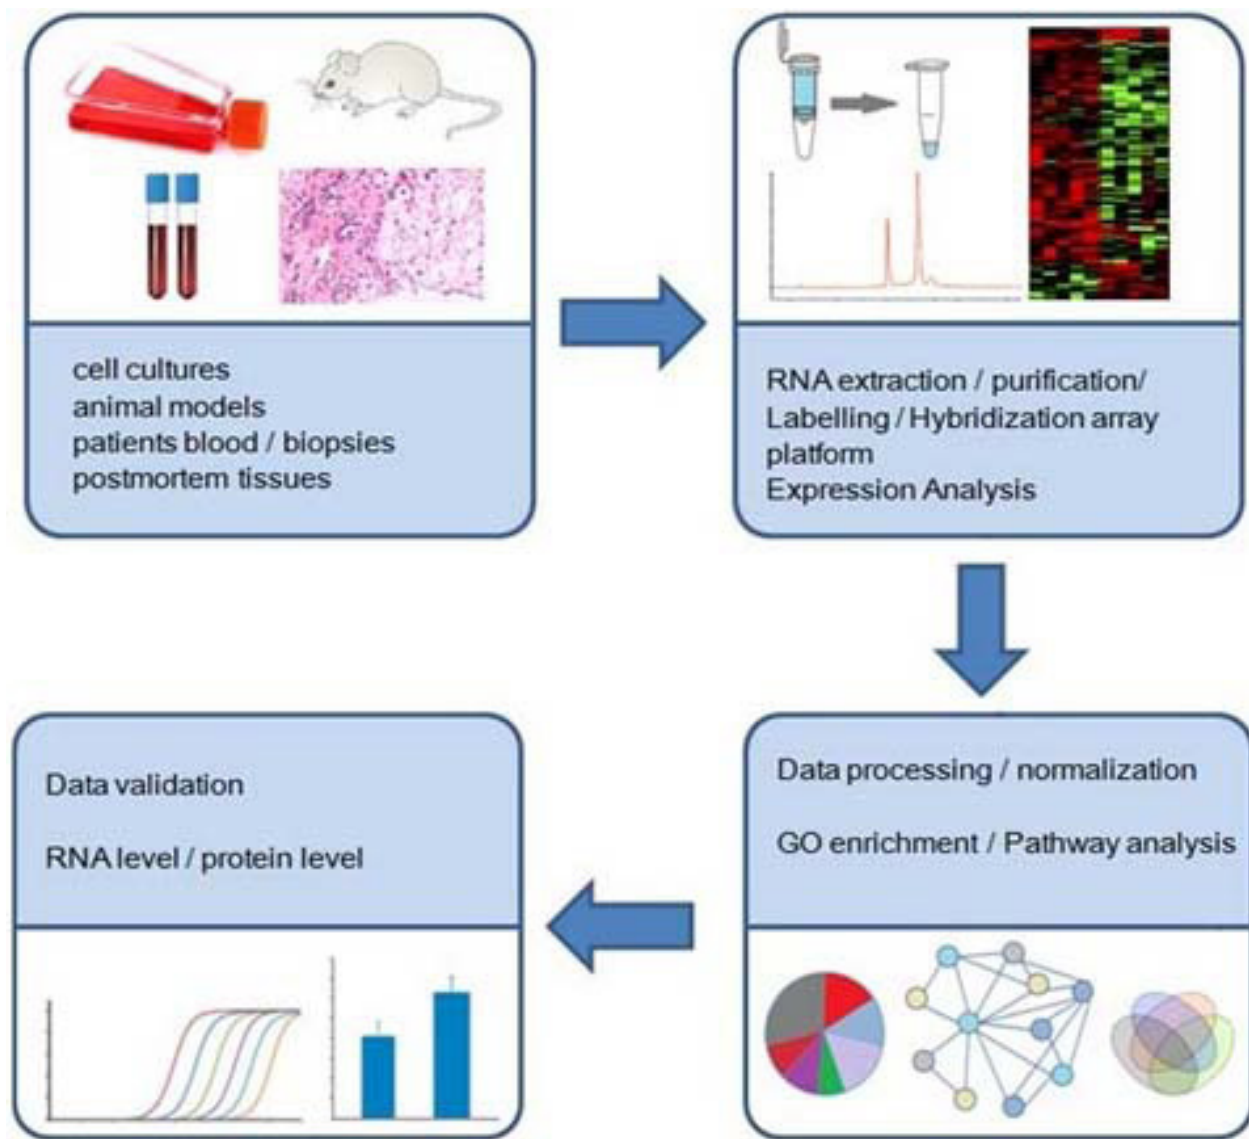 cell cultures
animal models
patients blood / biopsies
postmortem tissues
RNA extraction / purification/
Labelling / Hybridization array
platform
Expression Analysis
Data processing / normalization
GO enrichment / Pathway analysis
Data validation
RNA level / protein level